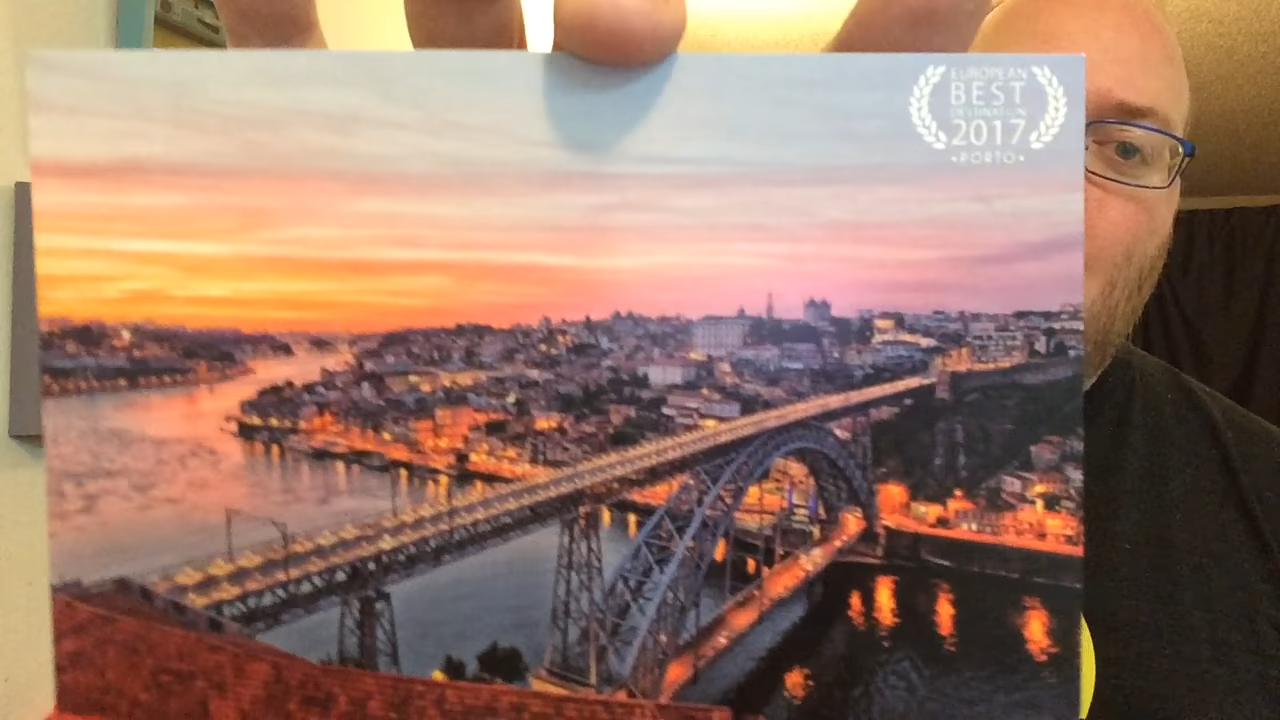 EUROPEAN
BEST
DESTINATION
2017
•PORTO•